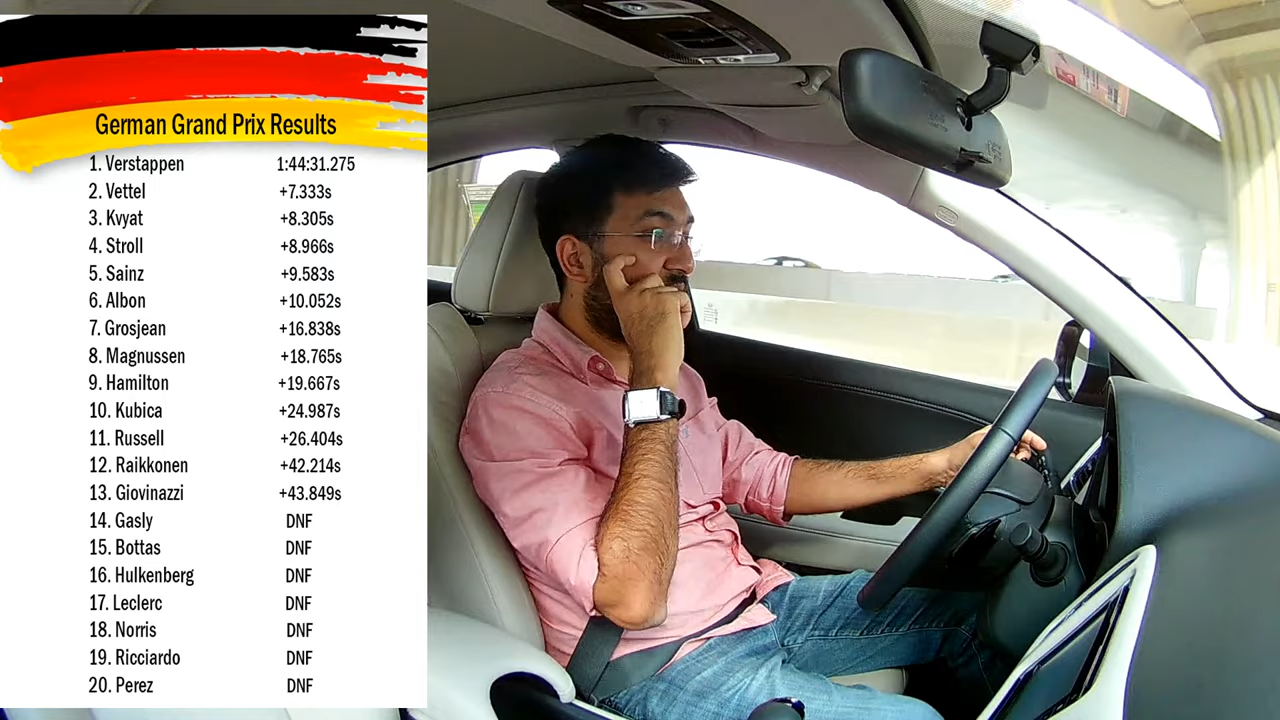 German Grand Prix Results
1. Verstappen 1:44:31.275
2. Vettel +7.333s
3. Kvyat +8.305s
4. Stroll +8.966s
5. Sainz +9.583s
6. Albon +10.052s
7. Grosjean +16.838s
8. Magnussen +18.765s
9. Hamilton +19.667s
10. Kubica +24.987s
11. Russell +26.404s
12. Raikkonen +42.214s
13. Giovinazzi +43.849s
14. Gasly DNF
15. Bottas DNF
16. Hulkenberg DNF
17. Leclerc DNF
18. Norris DNF
19. Ricciardo DNF
20. Perez DNF